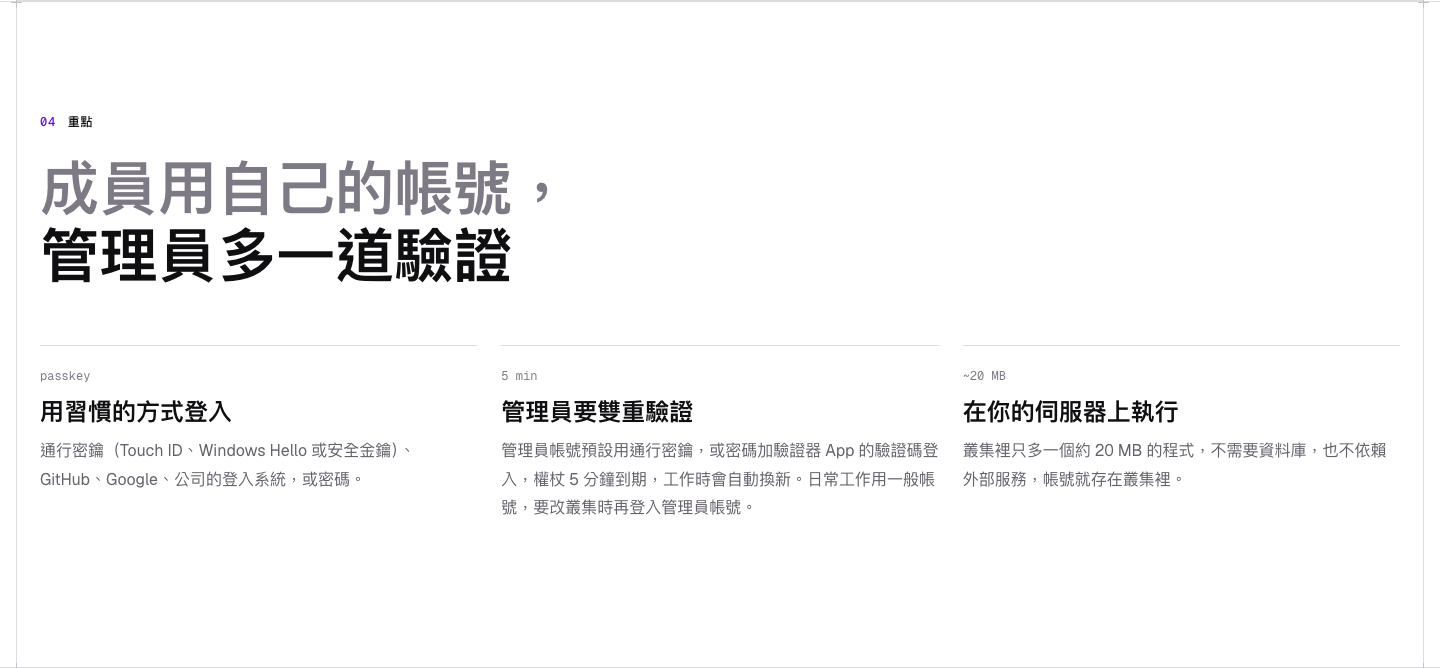 04 重點
成員用自己的帳號，
管理員多一道驗證
passkey
用習慣的方式登入
通行密鑰（Touch ID、Windows Hello 或安全金鑰）、
GitHub、Google、公司的登入系統，或密碼。
5 min
管理員要雙重驗證
管理員帳號預設用通行密鑰，或密碼加驗證器 App 的驗證碼登
入，權杖 5 分鐘到期，工作時會自動換新。日常工作用一般帳
號，要改叢集時再登入管理員帳號。
~20 MB
在你的伺服器上執行
叢集裡只多一個約 20 MB 的程式，不需要資料庫，也不依賴
外部服務，帳號就存在叢集裡。